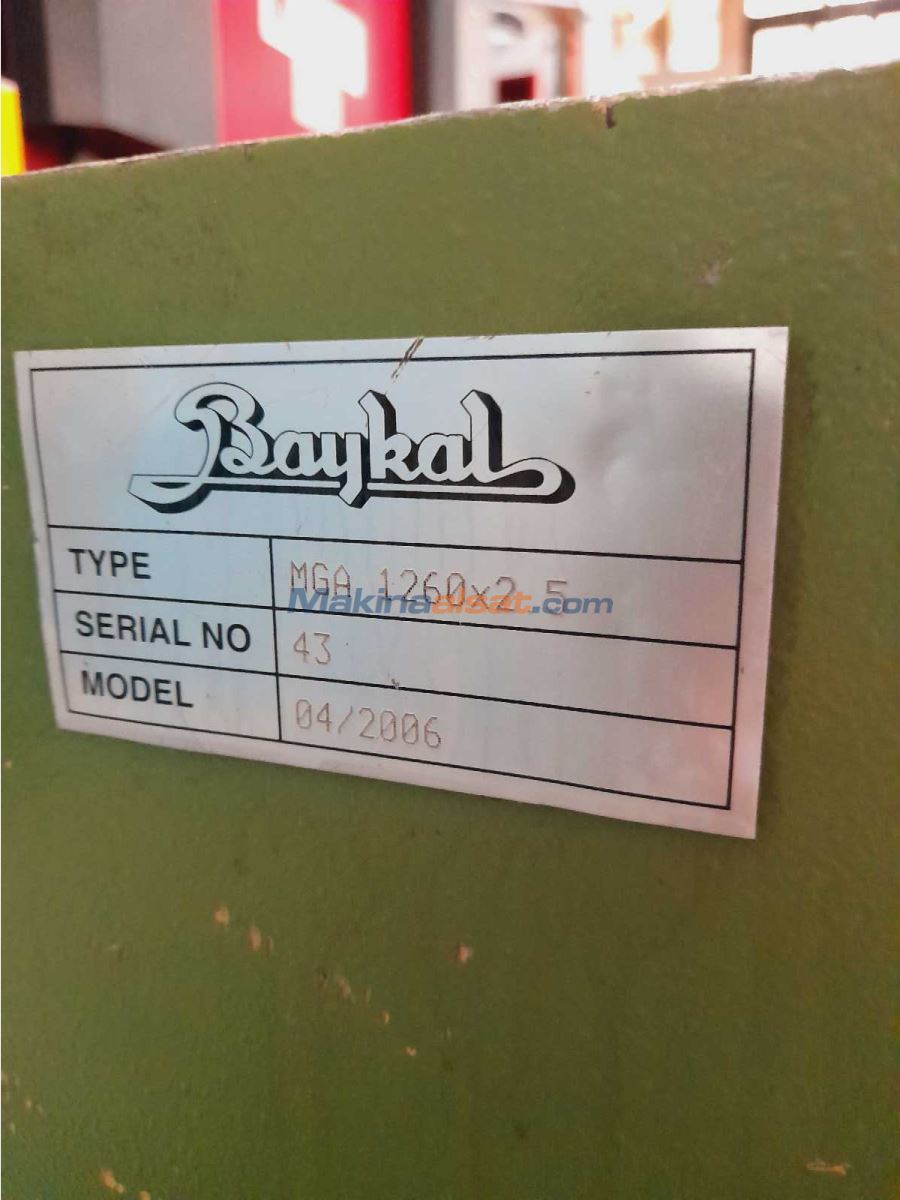 Baykal
TYPE MGA 1260x2.5
Makinaalsat.com
SERIAL NO 43
MODEL 04/2006